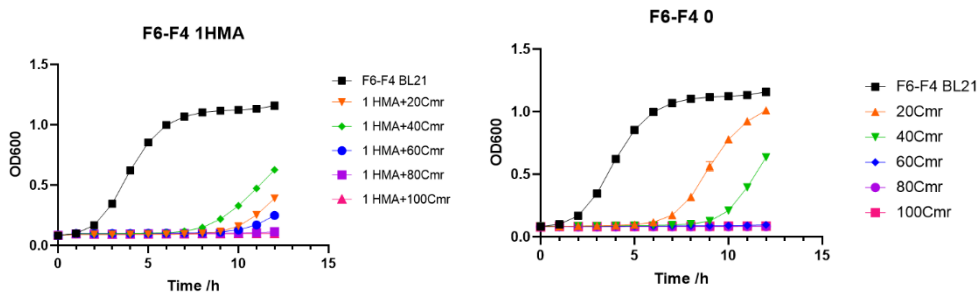 F6-F4 1HMA
OD600
1.5
1.0
0.5
0.0
0
5
10
15
Time /h
F6-F4 BL21
1 HMA+20Cmr
1 HMA+40Cmr
1 HMA+60Cmr
1 HMA+80Cmr
1 HMA+100Cmr
F6-F4 0
OD600
1.5
1.0
0.5
0.0
0
5
10
15
Time /h
F6-F4 BL21
20Cmr
40Cmr
60Cmr
80Cmr
100Cmr